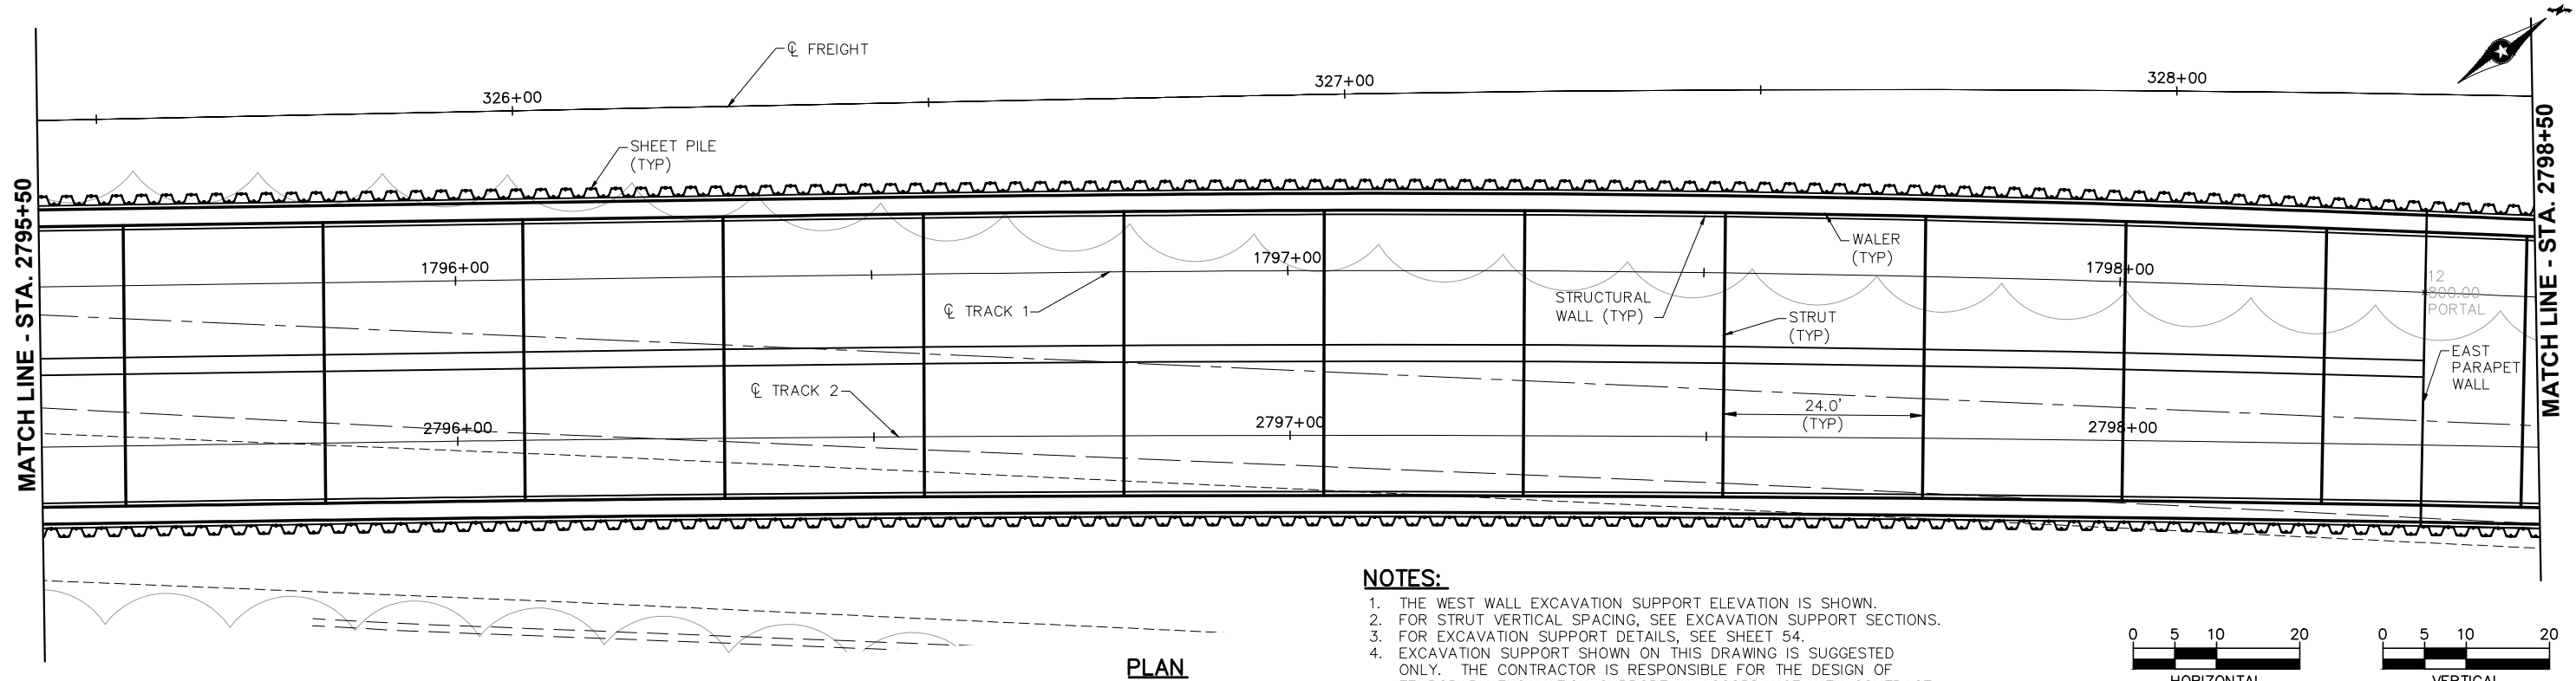 ℄ FREIGHT
326+00
327+00
328+00
SHEET PILE
(TYP)
MATCH LINE - STA. 2795+50
MATCH LINE - STA. 2798+50
1796+00
1797+00
1798+00
WALER
(TYP)
℄ TRACK 1
STRUCTURAL
WALL (TYP)
STRUT
(TYP)
12
800.00
PORTAL
EAST
PARAPET
WALL
℄ TRACK 2
24.0'
(TYP)
2796+00
2797+00
2798+00
NOTES:
1. THE WEST WALL EXCAVATION SUPPORT ELEVATION IS SHOWN.
2. FOR STRUT VERTICAL SPACING, SEE EXCAVATION SUPPORT SECTIONS.
3. FOR EXCAVATION SUPPORT DETAILS, SEE SHEET 54.
4. EXCAVATION SUPPORT SHOWN ON THIS DRAWING IS SUGGESTED
ONLY. THE CONTRACTOR IS RESPONSIBLE FOR THE DESIGN OF
PLAN
0 5 10 20
HORIZONTAL
0 5 10 20
VERTICAL